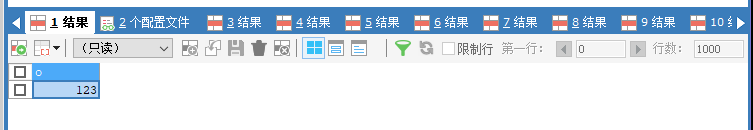 1 结果 2 个配置文件 3 结果 4 结果 5 结果 6 结果 7 结果 8 结果 9 结果 10
（只读） 限制行 第一行： 0 行数： 1000
o
123